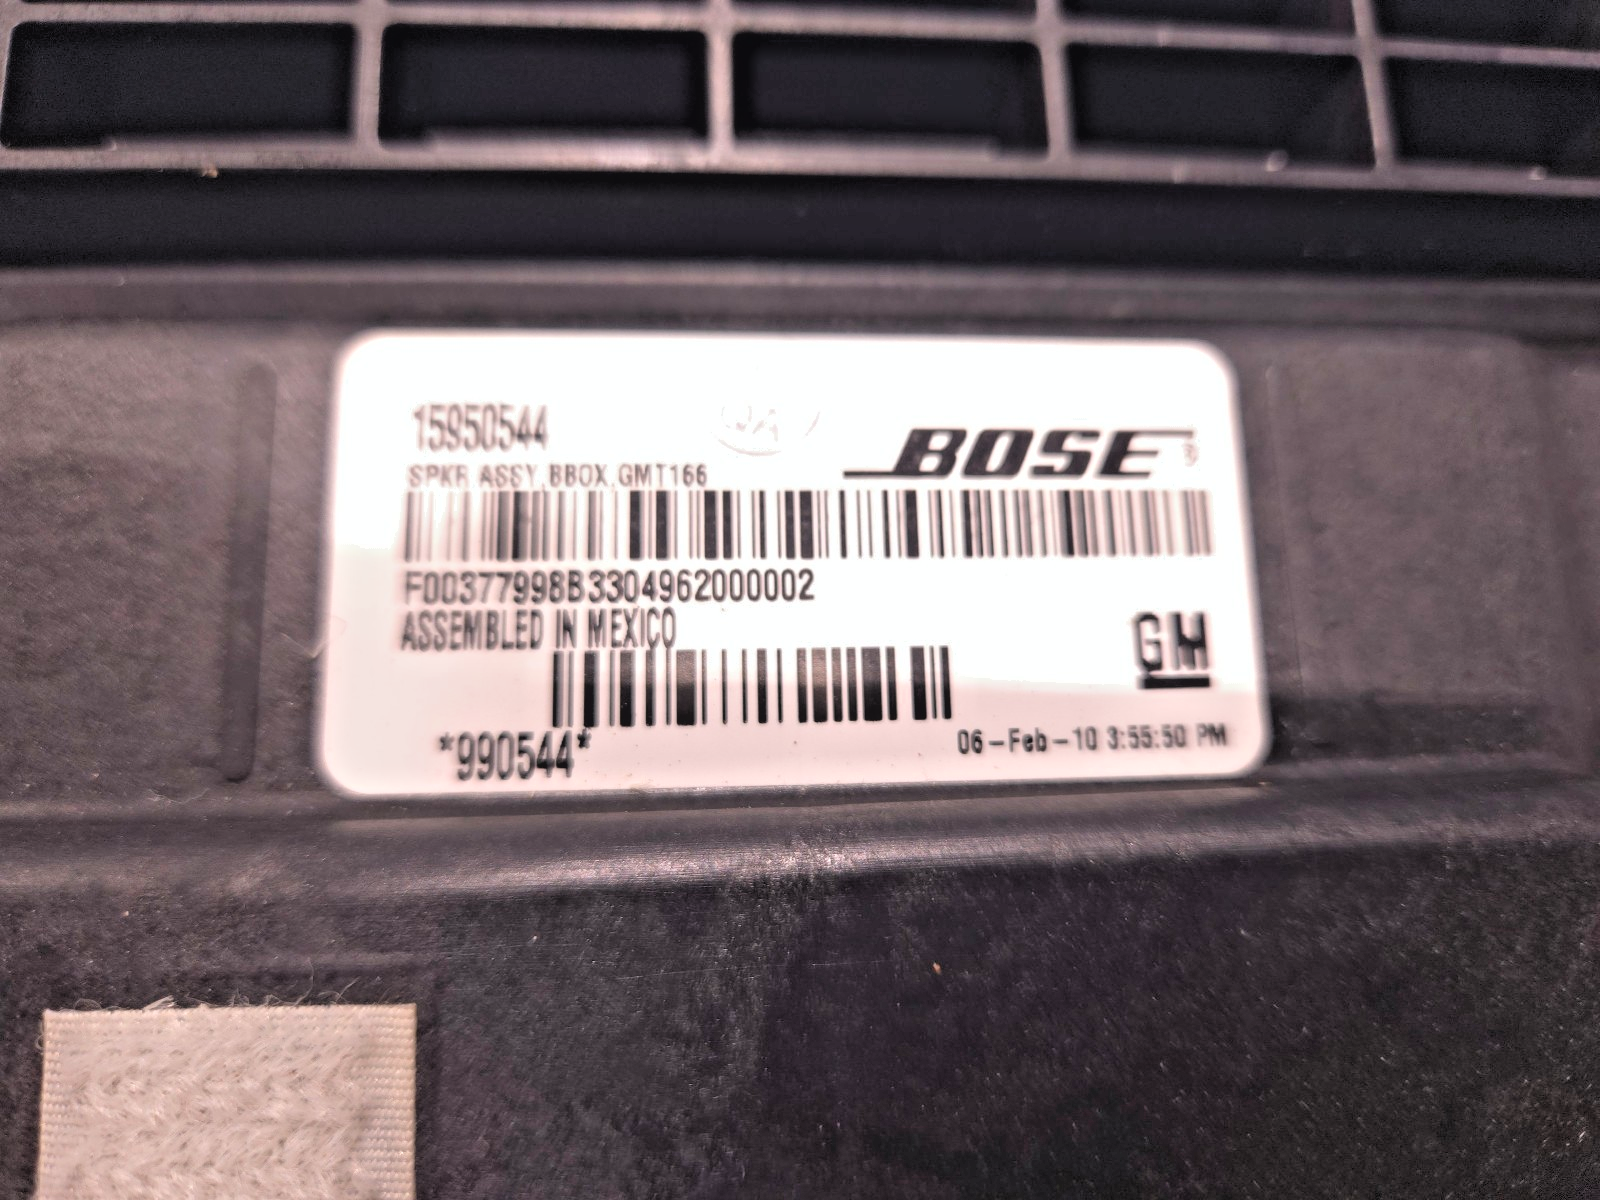 15950544
QA
BOSE®
SPKR ASSY,BBOX,GMT166
F00377998B3304962000002
ASSEMBLED IN MEXICO
GM
*990544*
06-Feb-10 3:55:50 PM